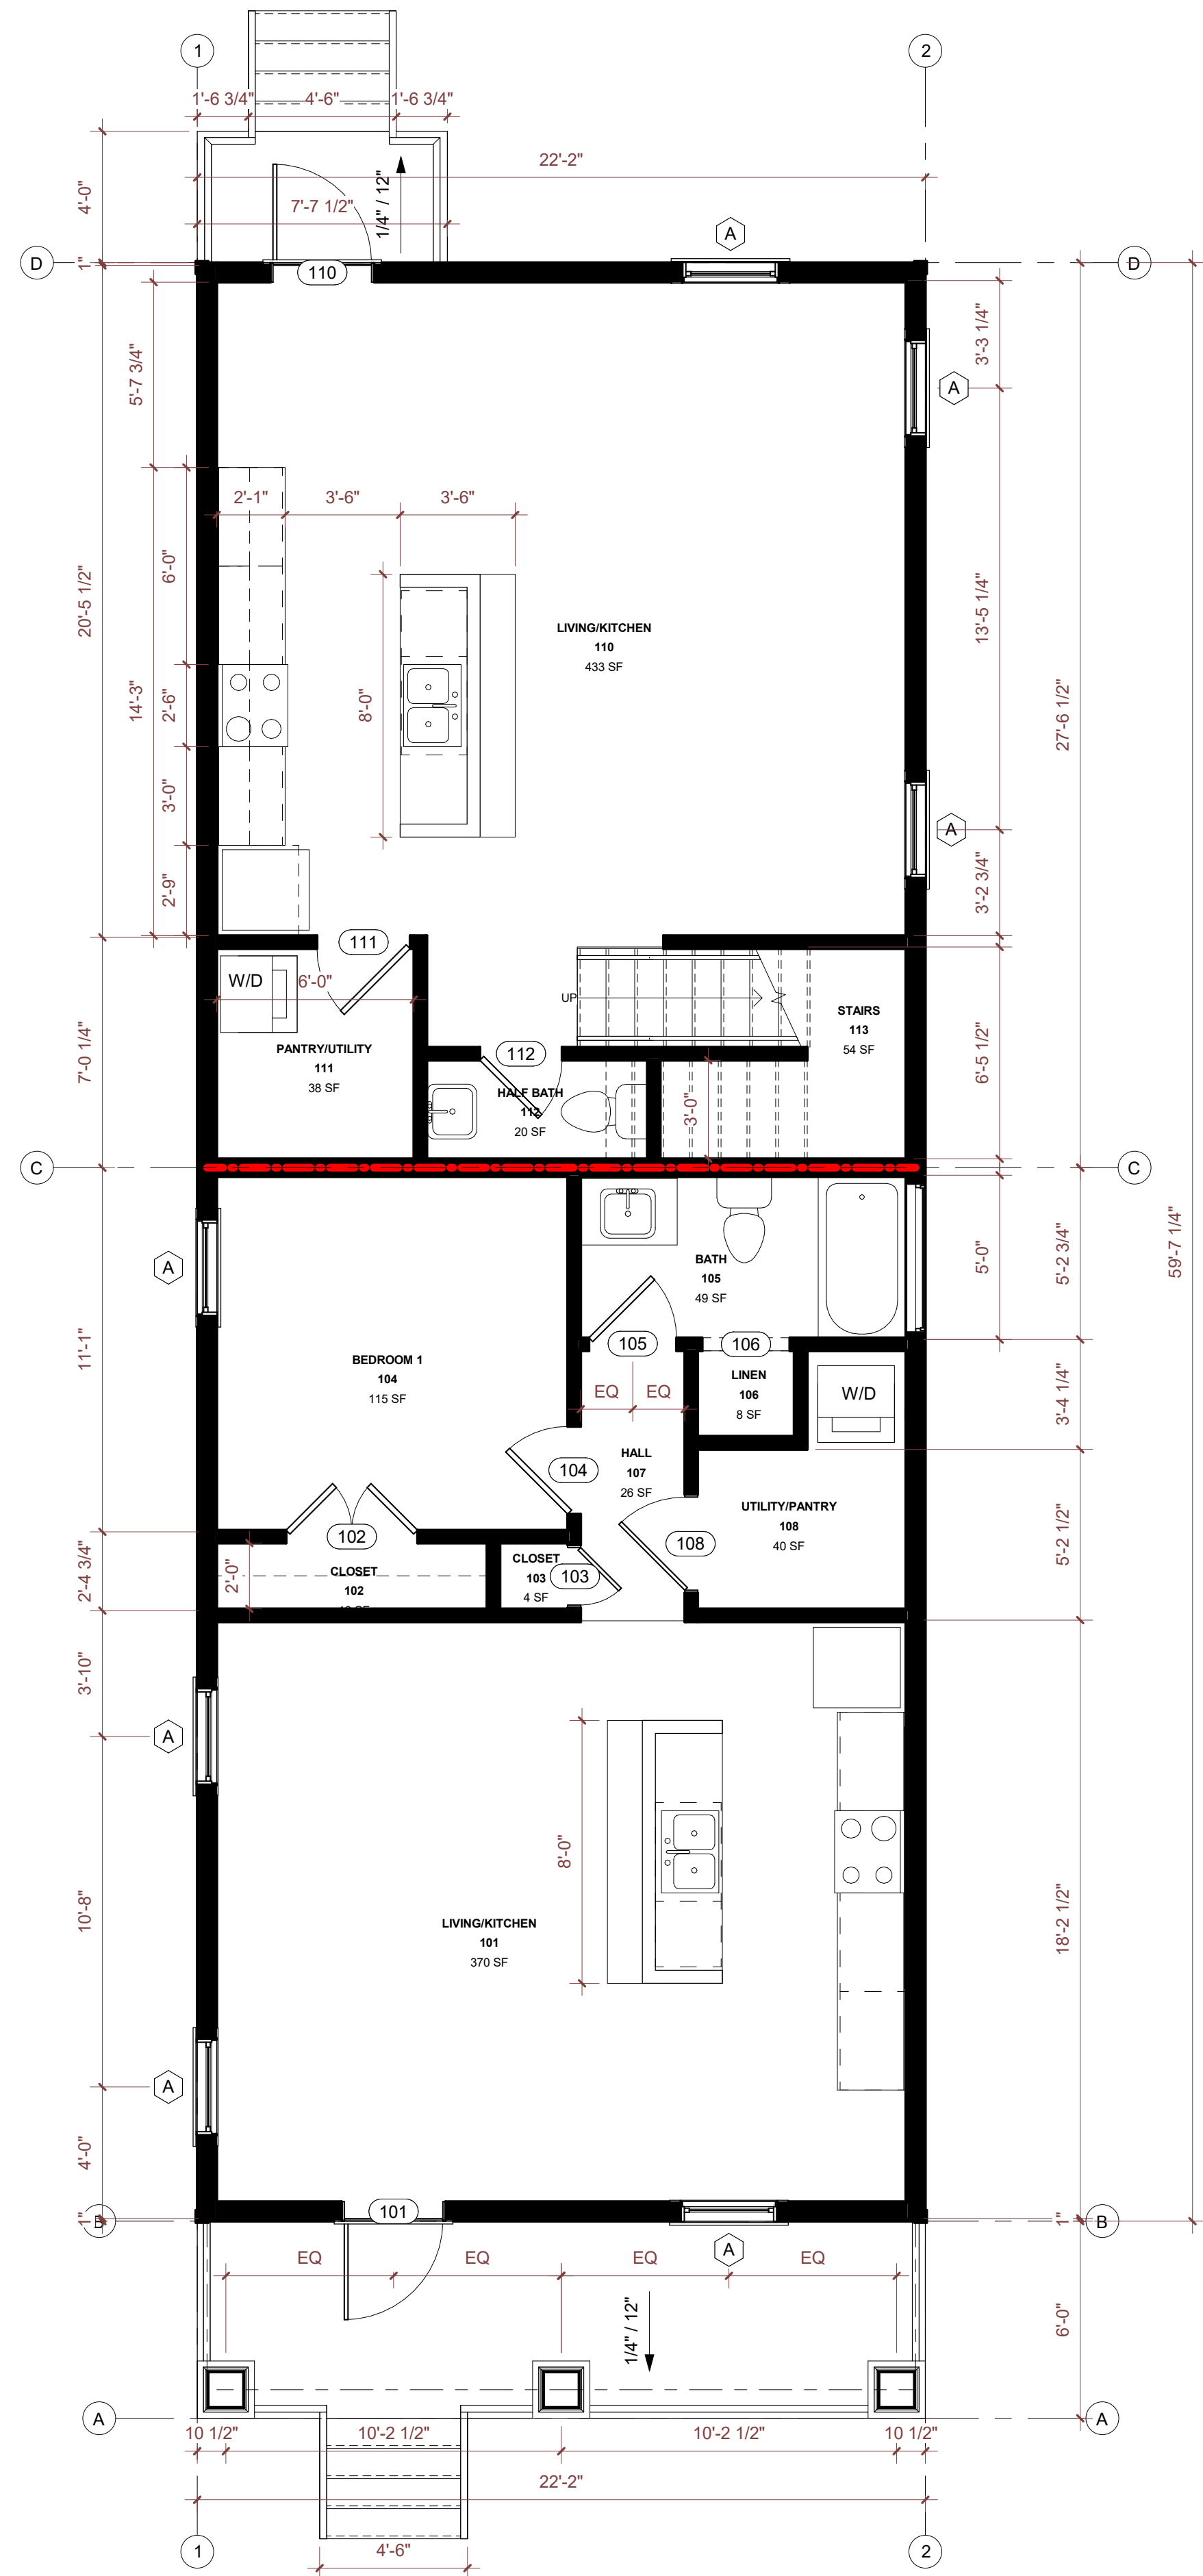 1
2
1'-6 3/4"
4'-6"
1'-6 3/4"
22'-2"
4'-0"
7'-7 1/2"
1/4" / 12"
A
D
1"
110
D
5'-7 3/4"
3'-3 1/4"
A
2'-1"
3'-6"
3'-6"
6'-0"
20'-5 1/2"
13'-5 1/4"
LIVING/KITCHEN
110
433 SF
14'-3"
2'-6"
8'-0"
27'-6 1/2"
3'-0"
A
2'-9"
3'-2 3/4"
111
W/D
6'-0"
UP
STAIRS
113
54 SF
7'-0 1/4"
PANTRY/UTILITY
111
38 SF
112
6'-5 1/2"
HALF BATH
112
20 SF
3'-0"
C
C
59'-7 1/4"
A
BATH
105
49 SF
5'-0"
5'-2 3/4"
11'-1"
105
106
BEDROOM 1
104
115 SF
LINEN
106
8 SF
W/D
EQ
EQ
3'-4 1/4"
HALL
107
26 SF
104
UTILITY/PANTRY
108
40 SF
102
108
5'-2 1/2"
2'-4 3/4"
2'-0"
CLOSET
102
CLOSET
103
4 SF
103
3'-10"
A
8'-0"
10'-8"
LIVING/KITCHEN
101
370 SF
18'-2 1/2"
A
4'-0"
1"
B
101
1"
B
A
EQ
EQ
EQ
EQ
1/4" / 12"
6'-0"
A
A
10 1/2"
10'-2 1/2"
10'-2 1/2"
10 1/2"
22'-2"
1
2
4'-6"